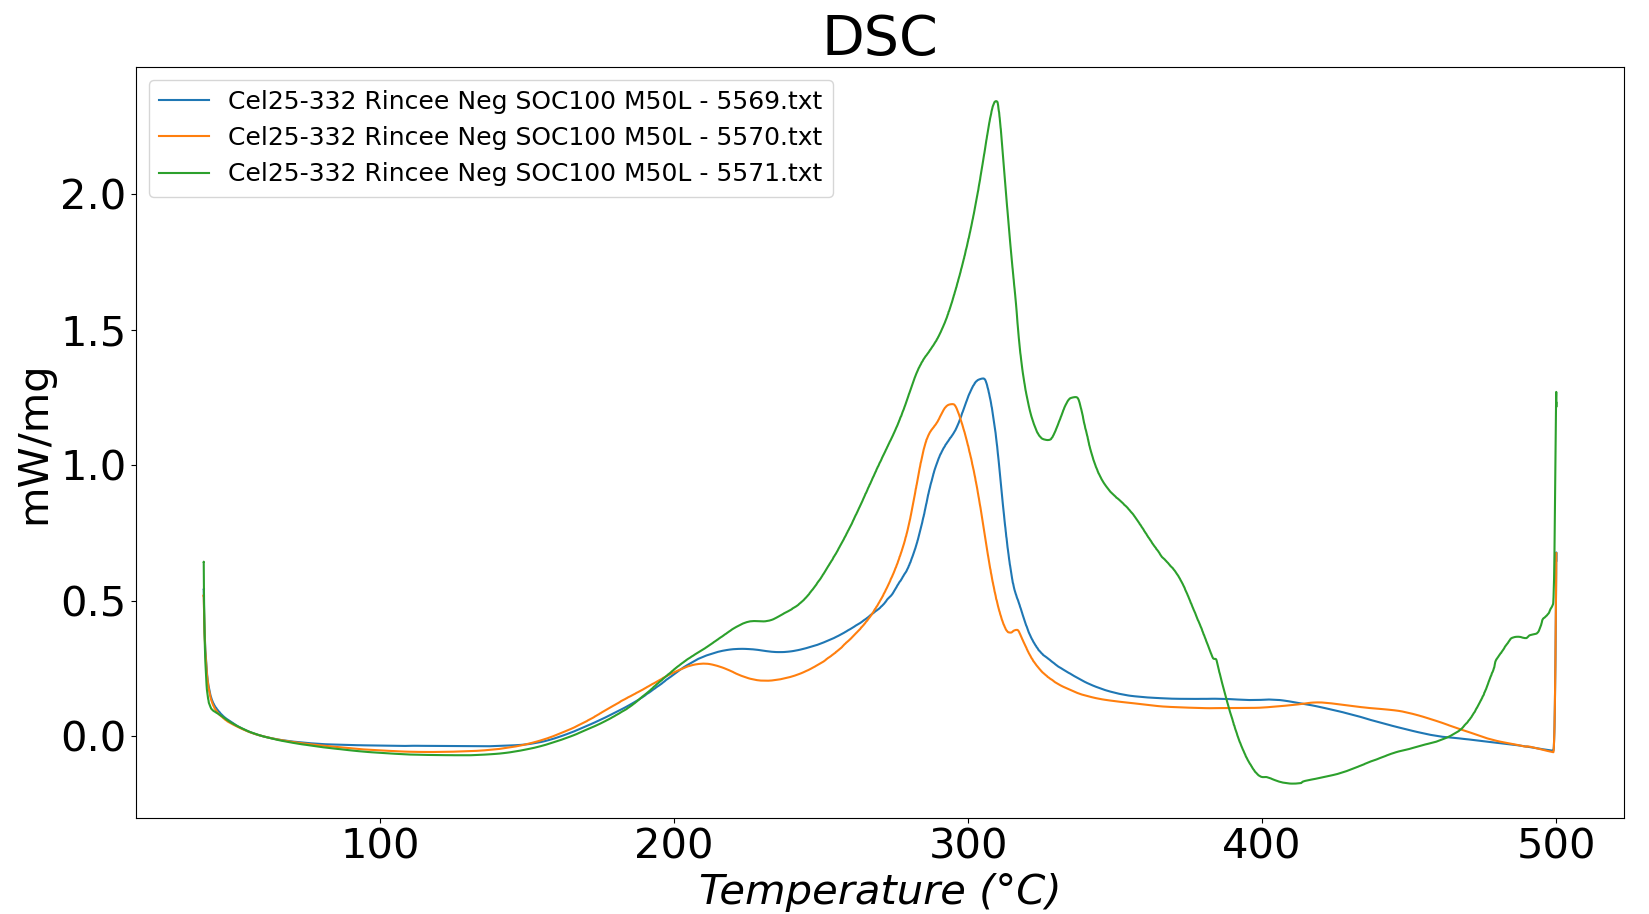 DSC
Cel25-332 Rincee Neg SOC100 M50L - 5569.txt
Cel25-332 Rincee Neg SOC100 M50L - 5570.txt
Cel25-332 Rincee Neg SOC100 M50L - 5571.txt
mW/mg
2.0
1.5
1.0
0.5
0.0
100 200 300 400 500
Temperature (°C)